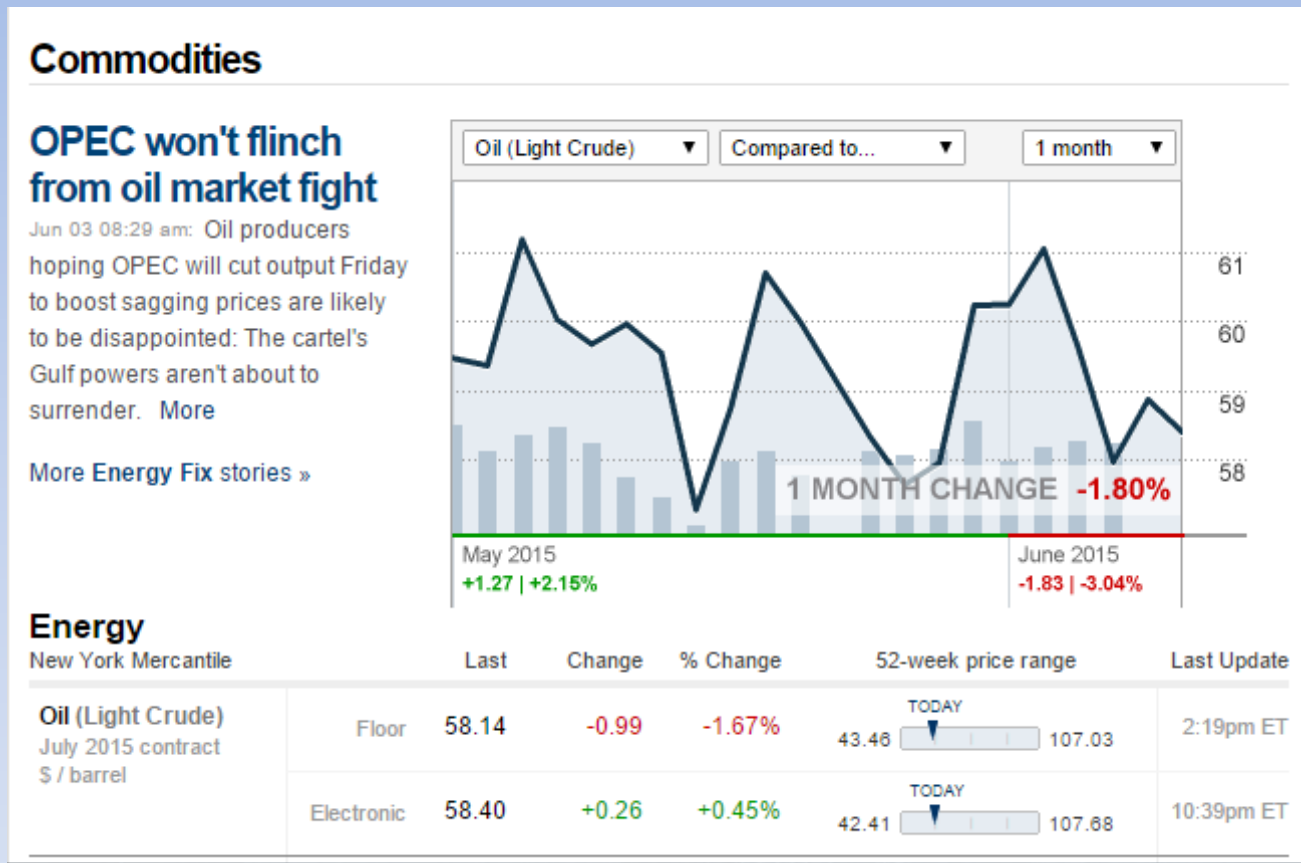 Commodities
OPEC won't flinch
from oil market fight
Jun 03 08:29 am: Oil producers
hoping OPEC will cut output Friday
to boost sagging prices are likely
to be disappointed: The cartel's
Gulf powers aren't about to
surrender. More
More Energy Fix stories »
Oil (Light Crude) ▼ Compared to... ▼ 1 month ▼
61
60
59
58
1 MONTH CHANGE -1.80%
May 2015 June 2015
+1.27 | +2.15% -1.83 | -3.04%
Energy
New York Mercantile Last Change % Change 52-week price range Last Update
Oil (Light Crude)
July 2015 contract
$ / barrel
Floor 58.14 -0.99 -1.67% TODAY 43.46 107.03 2:19pm ET
Electronic 58.40 +0.26 +0.45% TODAY 42.41 107.68 10:39pm ET